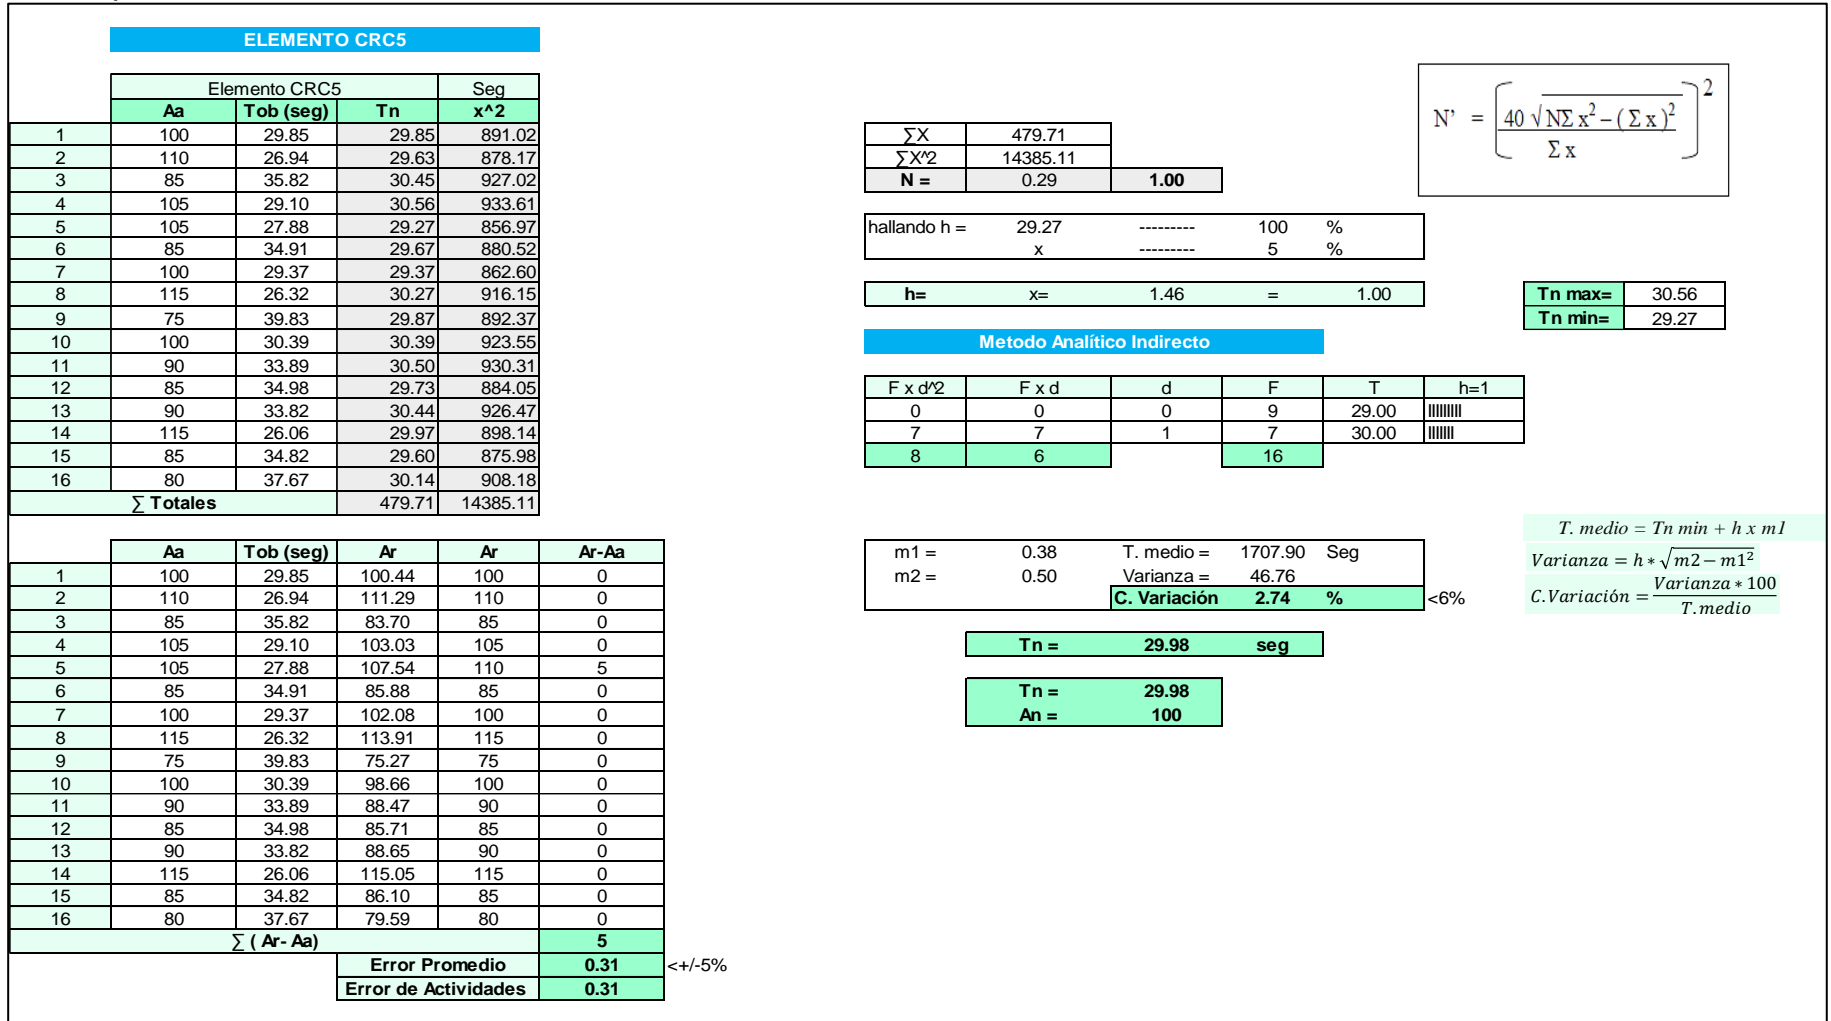 ELEMENTO CRC5
Elemento CRC5 Seg
Aa Tob (seg) Tn x^2
1 100 29.85 29.85 891.02
2 110 26.94 29.63 878.17
3 85 35.82 30.45 927.02
4 105 29.10 30.56 933.61
5 105 27.88 29.27 856.97
6 85 34.91 29.67 880.52
7 100 29.37 29.37 862.60
8 115 26.32 30.27 916.15
9 75 39.83 29.87 892.37
10 100 30.39 30.39 923.55
11 90 33.89 30.50 930.31
12 85 34.98 29.73 884.05
13 90 33.82 30.44 926.47
14 115 26.06 29.97 898.14
15 85 34.82 29.60 875.98
16 80 37.67 30.14 908.18
∑ Totales 479.71 14385.11
∑X 479.71
∑X^2 14385.11
N = 0.29 1.00
N' = [ 40 √ NΣ x² – ( Σ x )² / Σ x ]²
hallando h = 29.27 --------- 100 %
x --------- 5 %
h= x= 1.46 = 1.00
Tn max= 30.56
Tn min= 29.27
Metodo Analítico Indirecto
F x d^2 F x d d F T h=1
0 0 0 9 29.00 IIIIIIIII
7 7 1 7 30.00 IIIIIII
8 6 16
m1 = 0.38 T. medio = 1707.90 Seg
m2 = 0.50 Varianza = 46.76
C. Variación 2.74 % <6%
T. medio = Tn min + h x m1
Varianza = h * √m2 − m1²
C.Variación = Varianza * 100 / T.medio
Tn = 29.98 seg
Tn = 29.98
An = 100
Aa Tob (seg) Ar Ar Ar-Aa
1 100 29.85 100.44 100 0
2 110 26.94 111.29 110 0
3 85 35.82 83.70 85 0
4 105 29.10 103.03 105 0
5 105 27.88 107.54 110 5
6 85 34.91 85.88 85 0
7 100 29.37 102.08 100 0
8 115 26.32 113.91 115 0
9 75 39.83 75.27 75 0
10 100 30.39 98.66 100 0
11 90 33.89 88.47 90 0
12 85 34.98 85.71 85 0
13 90 33.82 88.65 90 0
14 115 26.06 115.05 115 0
15 85 34.82 86.10 85 0
16 80 37.67 79.59 80 0
∑ ( Ar- Aa) 5
Error Promedio 0.31 <+/-5%
Error de Actividades 0.31